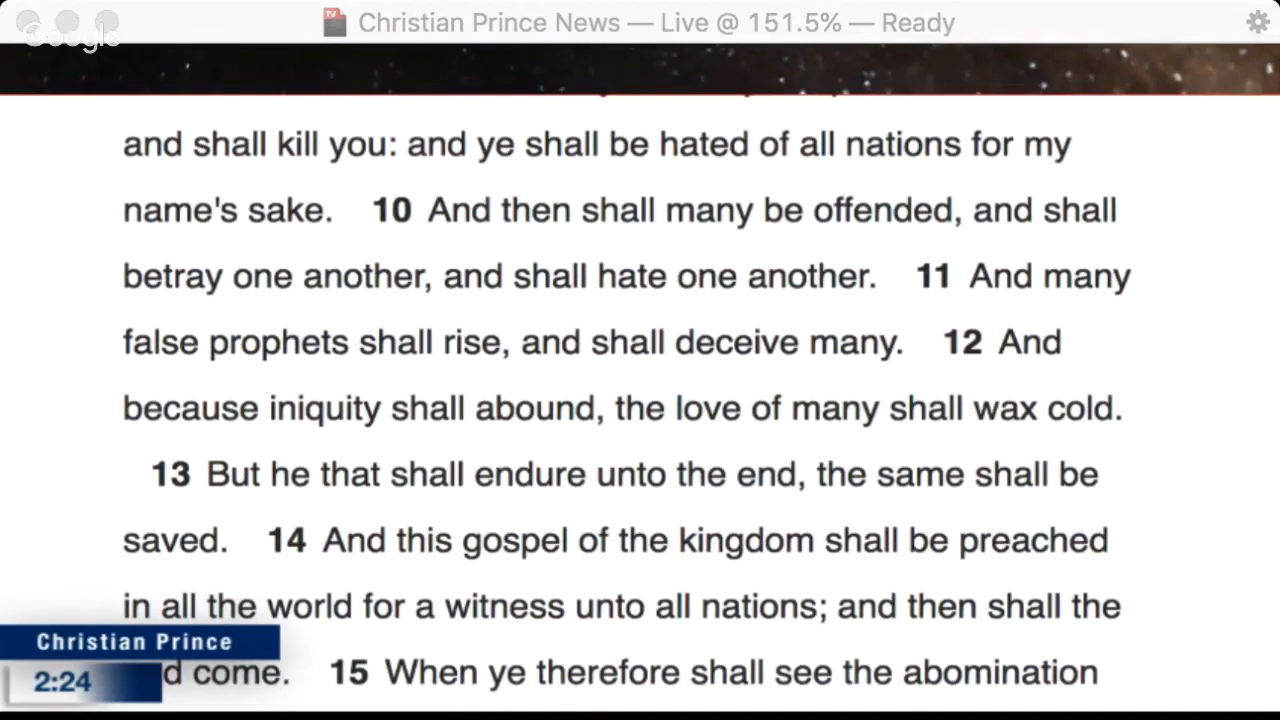 TV Christian Prince News — Live @ 151.5% — Ready
Google
and shall kill you: and ye shall be hated of all nations for my
name's sake. 10 And then shall many be offended, and shall
betray one another, and shall hate one another. 11 And many
false prophets shall rise, and shall deceive many. 12 And
because iniquity shall abound, the love of many shall wax cold.
13 But he that shall endure unto the end, the same shall be
saved. 14 And this gospel of the kingdom shall be preached
in all the world for a witness unto all nations; and then shall the
d come. 15 When ye therefore shall see the abomination
Christian Prince
2:24